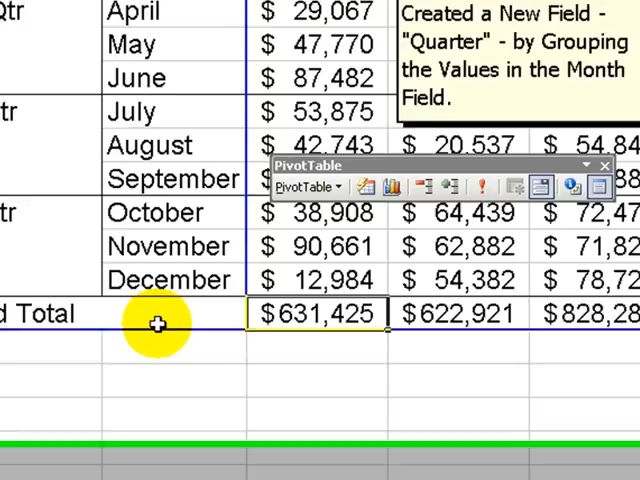 Qtr April $ 29,067 Created a New Field -
May $ 47,770 "Quarter" - by Grouping
June $ 87,482 the Values in the Month
tr July $ 53,875 Field.
August $ 42,743 $ 20,537 $ 54,84
PivotTable
September $ 88
PivotTable
tr October $ 38,908 $ 64,439 $ 72,47
November $ 90,661 $ 62,882 $ 71,82
December $ 12,984 $ 54,382 $ 78,72
d Total $631,425 $622,921 $828,28